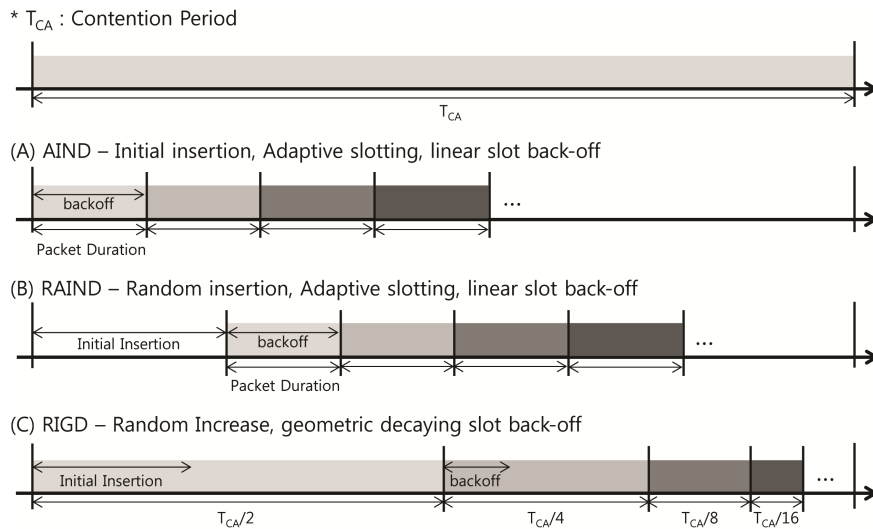 * T_CA : Contention Period
T_CA
(A) AIND – Initial insertion, Adaptive slotting, linear slot back-off
backoff
...
Packet Duration
(B) RAIND – Random insertion, Adaptive slotting, linear slot back-off
Initial Insertion
backoff
...
Packet Duration
(C) RIGD – Random Increase, geometric decaying slot back-off
Initial Insertion
backoff
...
T_CA/2
T_CA/4
T_CA/8
T_CA/16